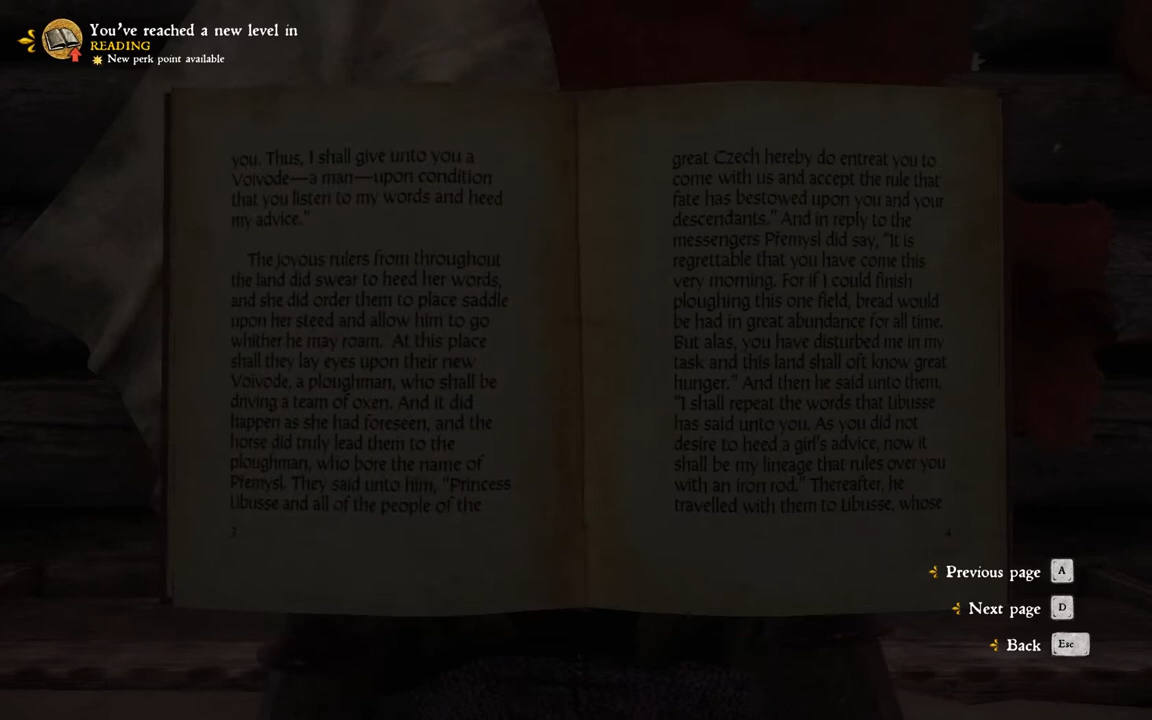 You've reached a new level in
READING
New perk point available
you. Thus, I shall give unto you a
Voivode—a man—upon condition
that you listen to my words and heed
my advice."
The joyous rulers from throughout
the land did swear to heed her words,
and she did order them to place saddle
upon her steed and allow him to go
whither he may roam. At this place
shall they lay eyes upon their new
Voivode, a ploughman, who shall be
driving a team of oxen. And it did
happen as she had foreseen, and the
horse did truly lead them to the
ploughman, who bore the name of
Přemysl. They said unto him, "Princess
Libusse and all of the people of the
3
great Czech hereby do entreat you to
come with us and accept the rule that
fate has bestowed upon you and your
descendants." And in reply to the
messengers Přemysl did say, "It is
regrettable that you have come this
very morning. For if I could finish
ploughing this one field, bread would
be had in great abundance for all time.
But alas, you have disturbed me in my
task and this land shall oft know great
hunger." And then he said unto them,
"I shall repeat the words that Libusse
has said unto you. As you did not
desire to heed a girl's advice, now it
shall be my lineage that rules over you
with an iron rod." Thereafter, he
travelled with them to Libusse, whose
4
Previous page A
Next page D
Back Esc